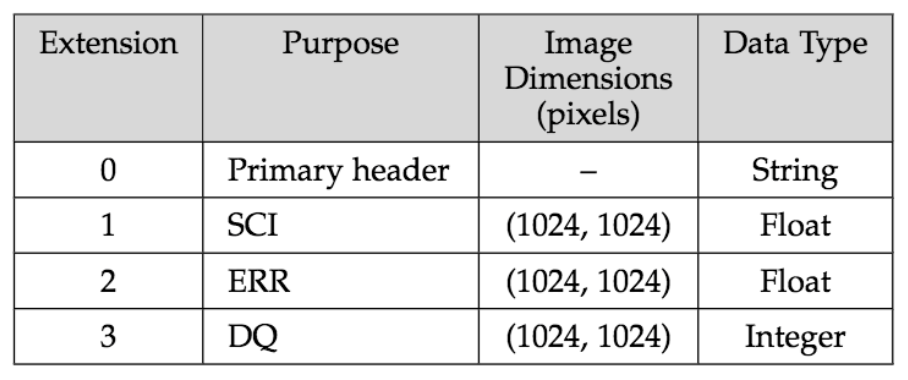 Extension Purpose Image Dimensions (pixels) Data Type
0 Primary header – String
1 SCI (1024, 1024) Float
2 ERR (1024, 1024) Float
3 DQ (1024, 1024) Integer